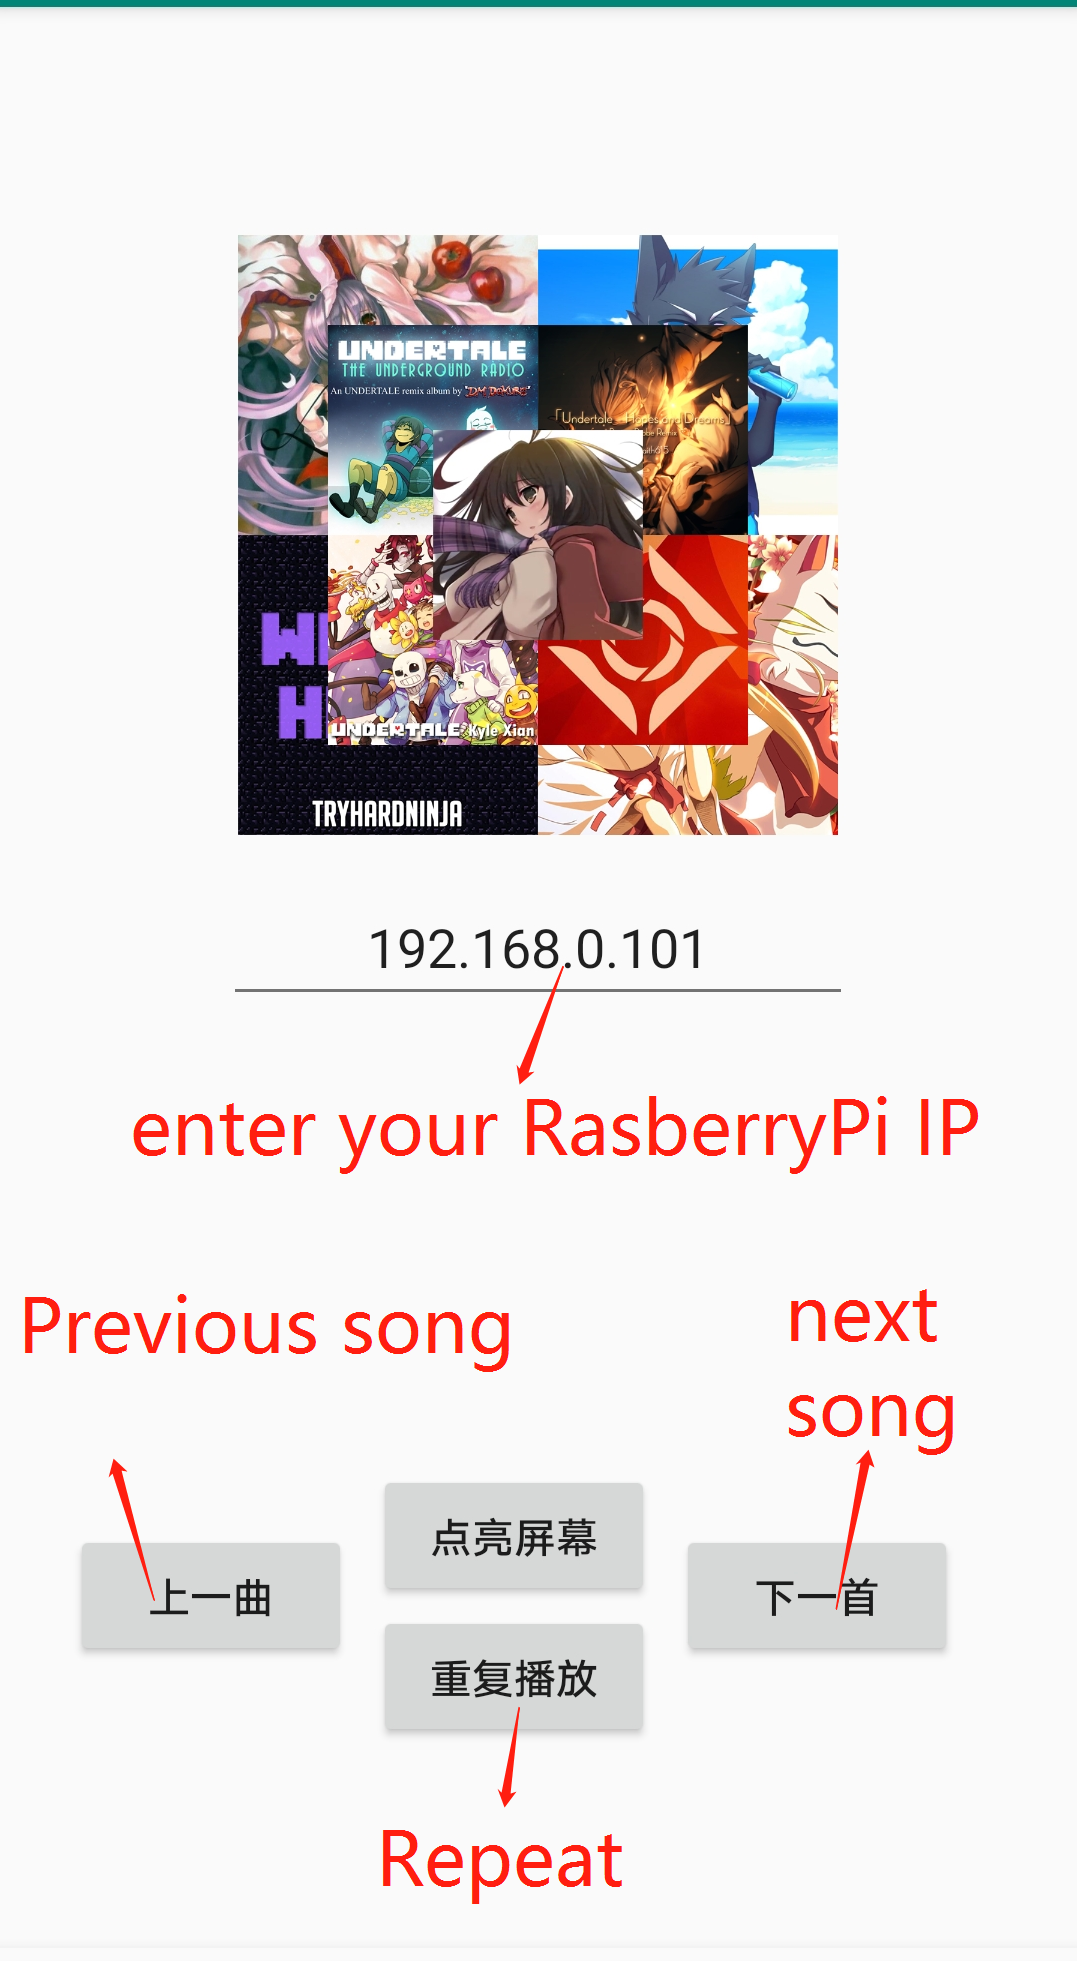 UNDERTALE
THE UNDERGROUND RADIO
An UNDERTALE remix album by "DM DOKURO"
「Undertale - Hopes and Dreams」
UNDERTALE Kyle Xian
TRYHARDNINJA
192.168.0.101
enter your RasberryPi IP
Previous song
next
song
点亮屏幕
上一曲
下一首
重复播放
Repeat